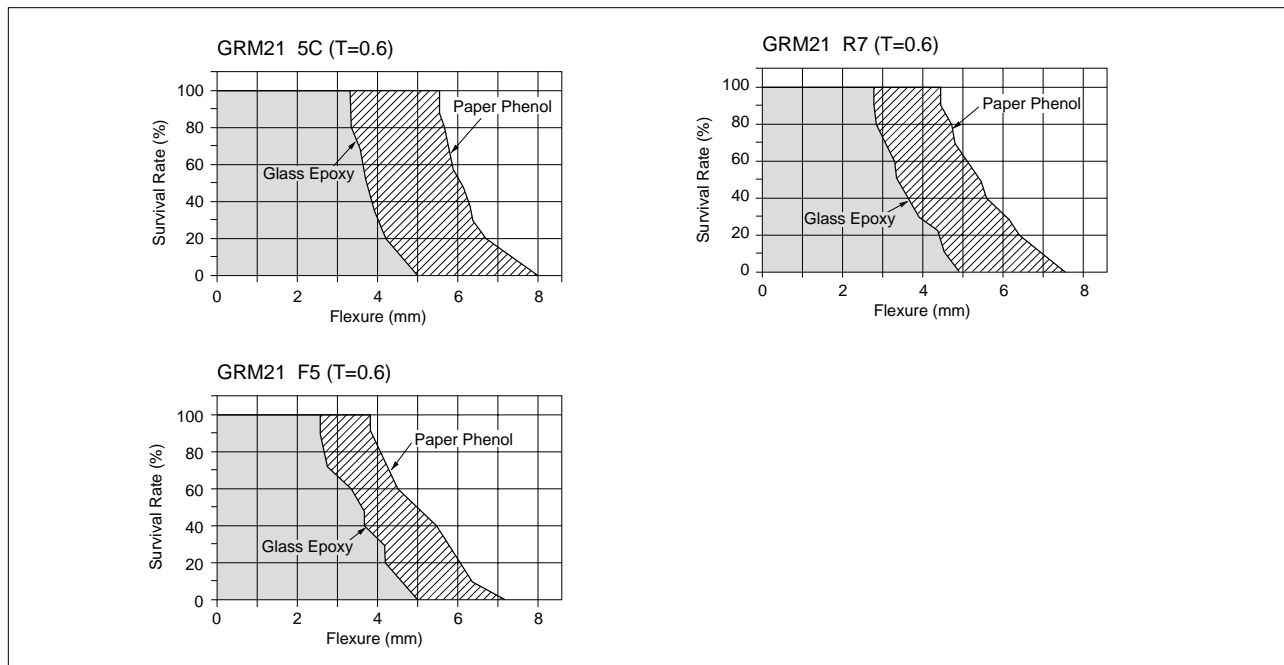 GRM21 5C (T=0.6)
100
80
60
40
20
0
Survival Rate (%)
Paper Phenol
Glass Epoxy
0 2 4 6 8
Flexure (mm)
GRM21 R7 (T=0.6)
100
80
60
40
20
0
Survival Rate (%)
Paper Phenol
Glass Epoxy
0 2 4 6 8
Flexure (mm)
GRM21 F5 (T=0.6)
100
80
60
40
20
0
Survival Rate (%)
Paper Phenol
Glass Epoxy
0 2 4 6 8
Flexure (mm)